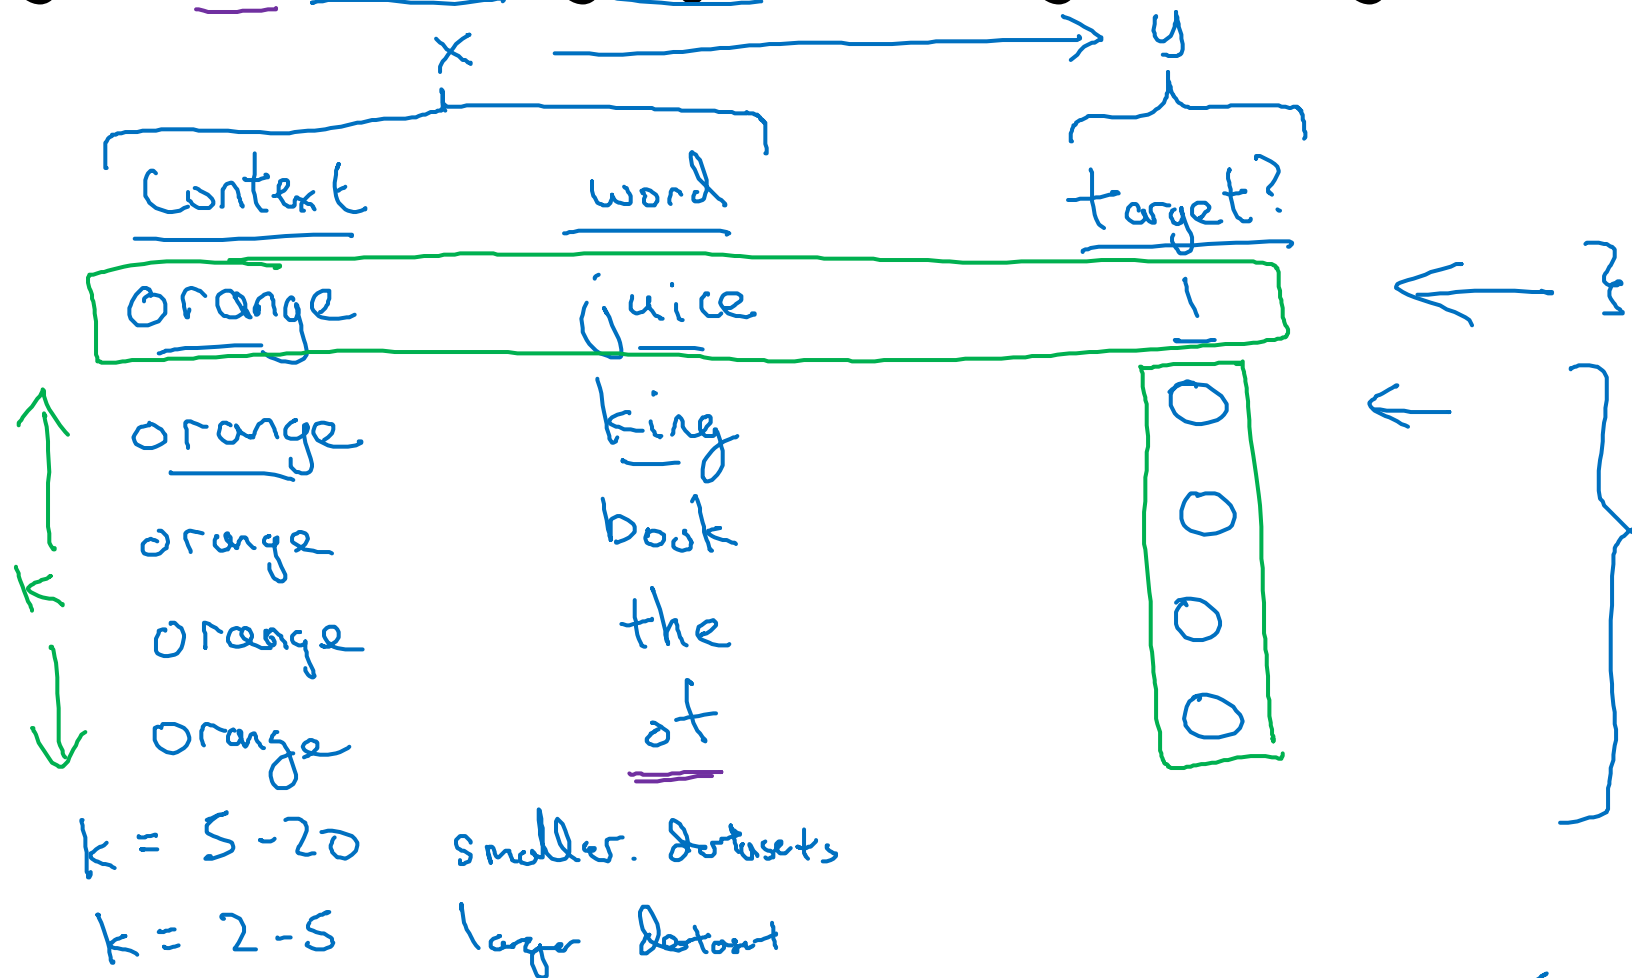 x → y
Context word target?
orange juice 1
orange king 0
orange book 0
k
orange the 0
orange of 0
k = 5-20 smaller. datasets
k = 2-5 larger dataset